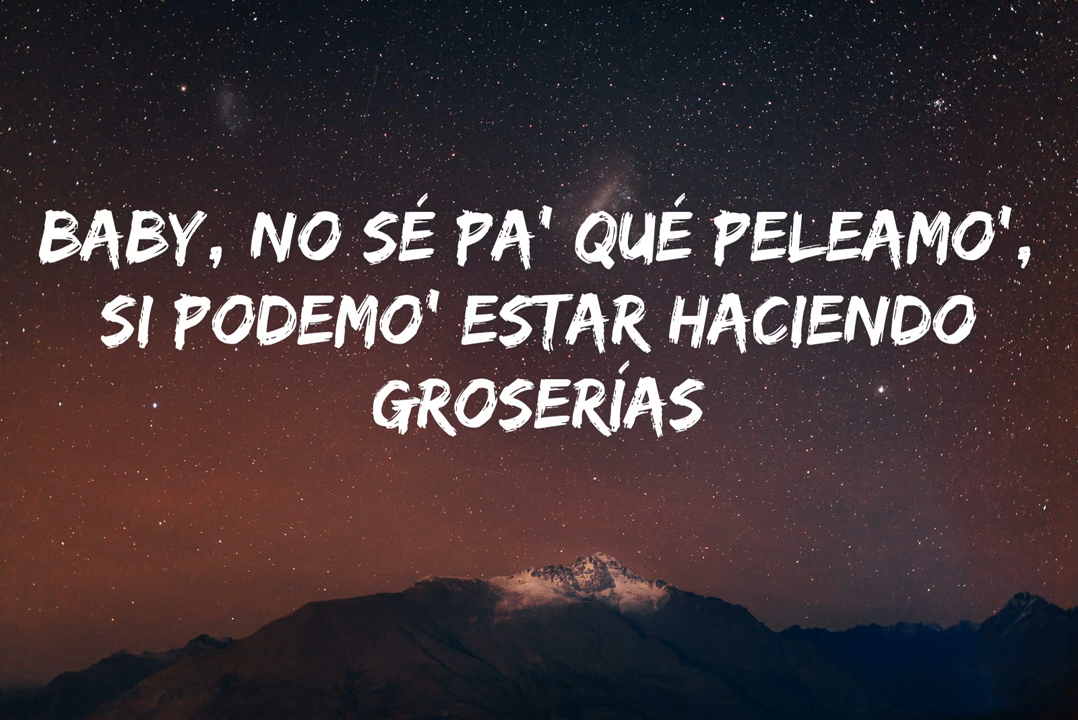 BABY, NO SÉ PA' QUÉ PELEAMO',
SI PODEMO' ESTAR HACIENDO
GROSERÍAS